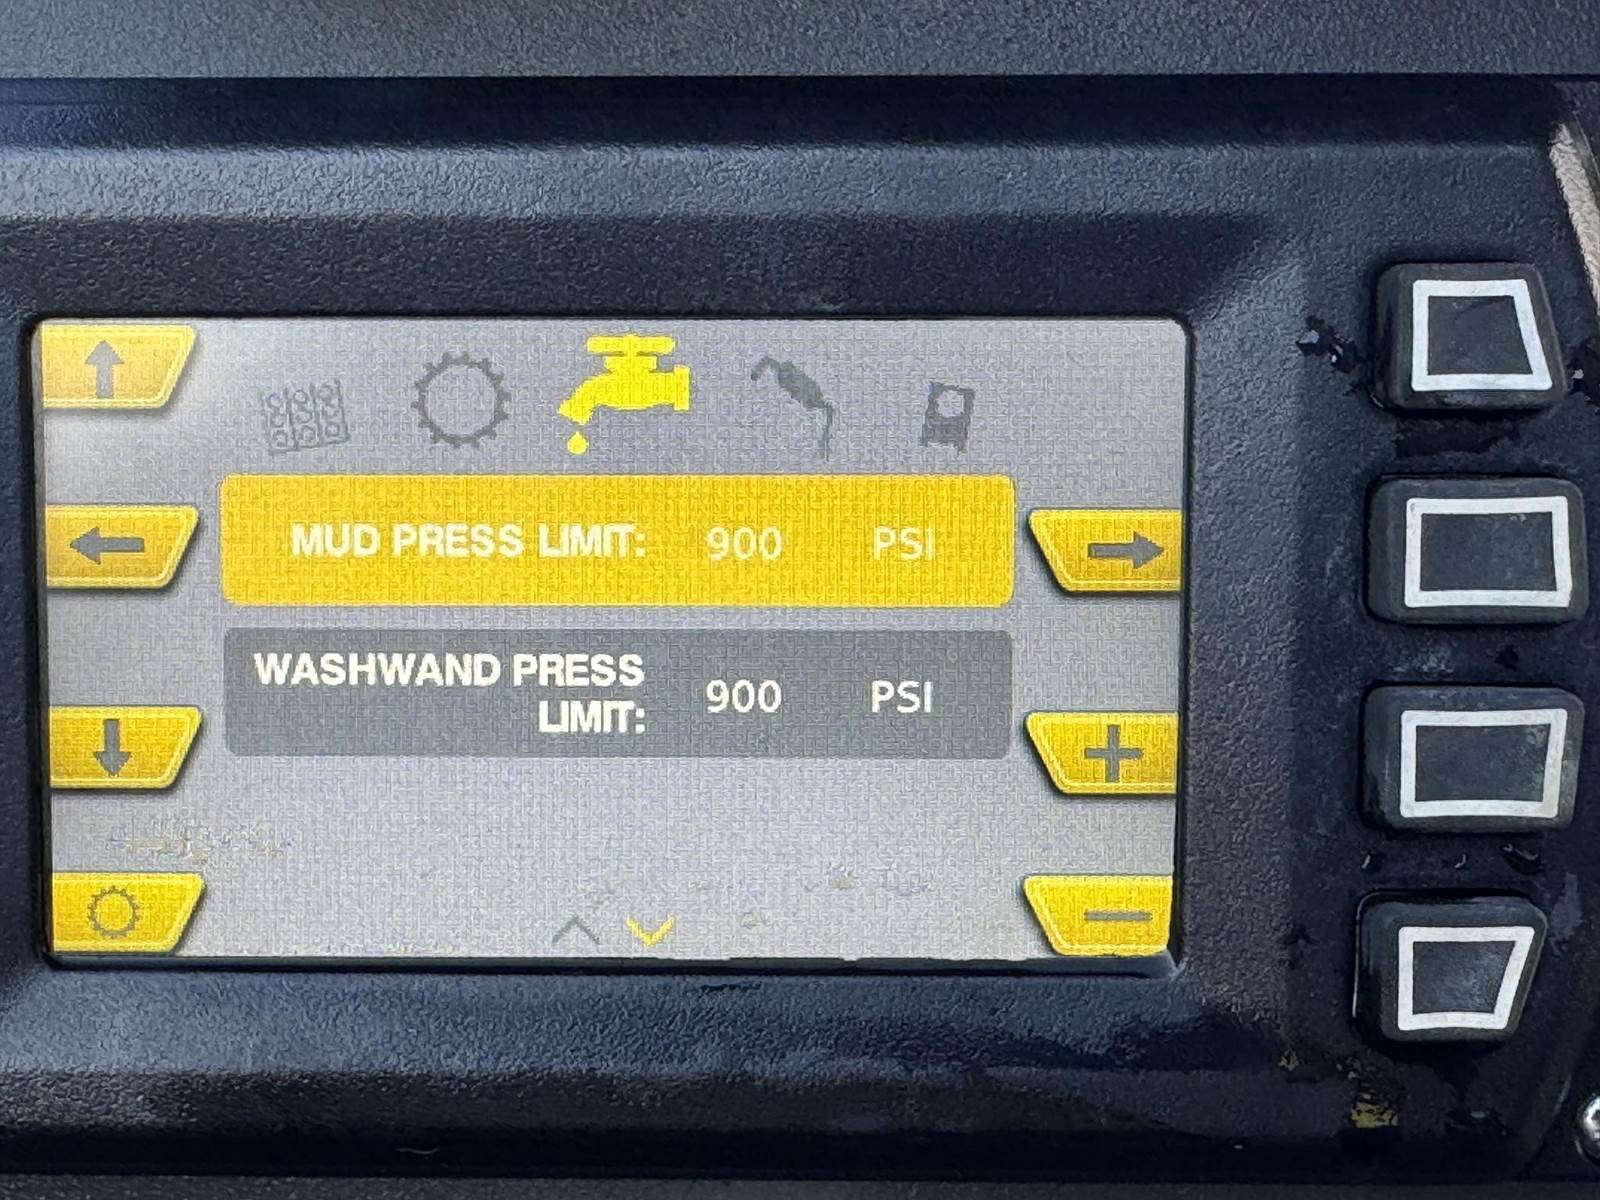 MUD PRESS LIMIT: 900 PSI
WASHWAND PRESS
LIMIT: 900 PSI